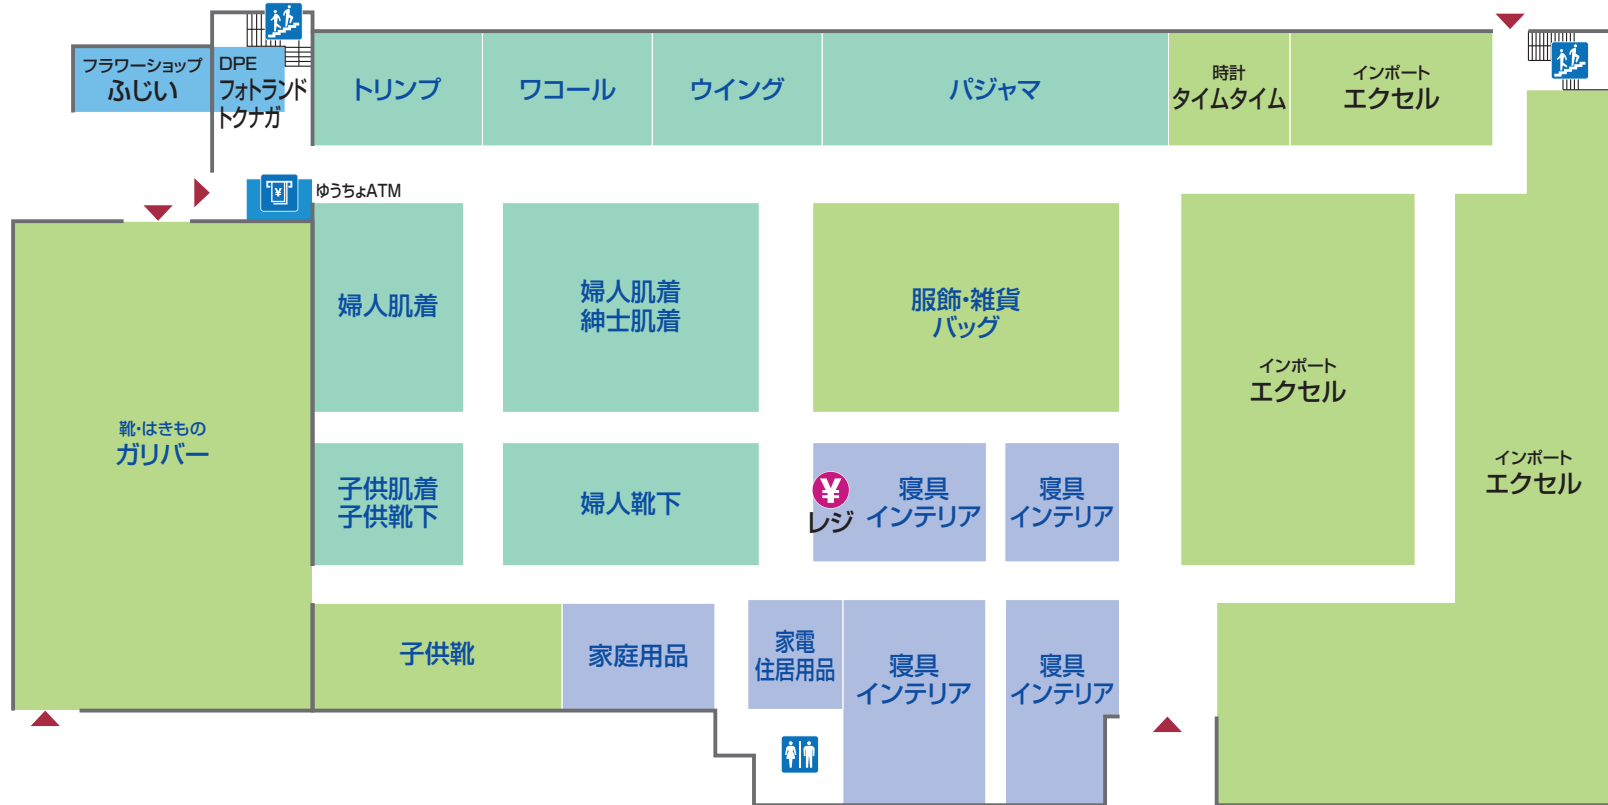 フラワーショップ
ふじい
DPE
フォトランド
トクナガ
トリンプ
ワコール
ウイング
パジャマ
時計
タイムタイム
インポート
エクセル
¥
ゆうちょATM
婦人肌着
婦人肌着
紳士肌着
服飾・雑貨
バッグ
インポート
エクセル
靴・はきもの
ガリバー
インポート
エクセル
子供肌着
子供靴下
婦人靴下
¥
レジ
寝具
インテリア
寝具
インテリア
子供靴
家庭用品
家電
住居用品
寝具
インテリア
寝具
インテリア